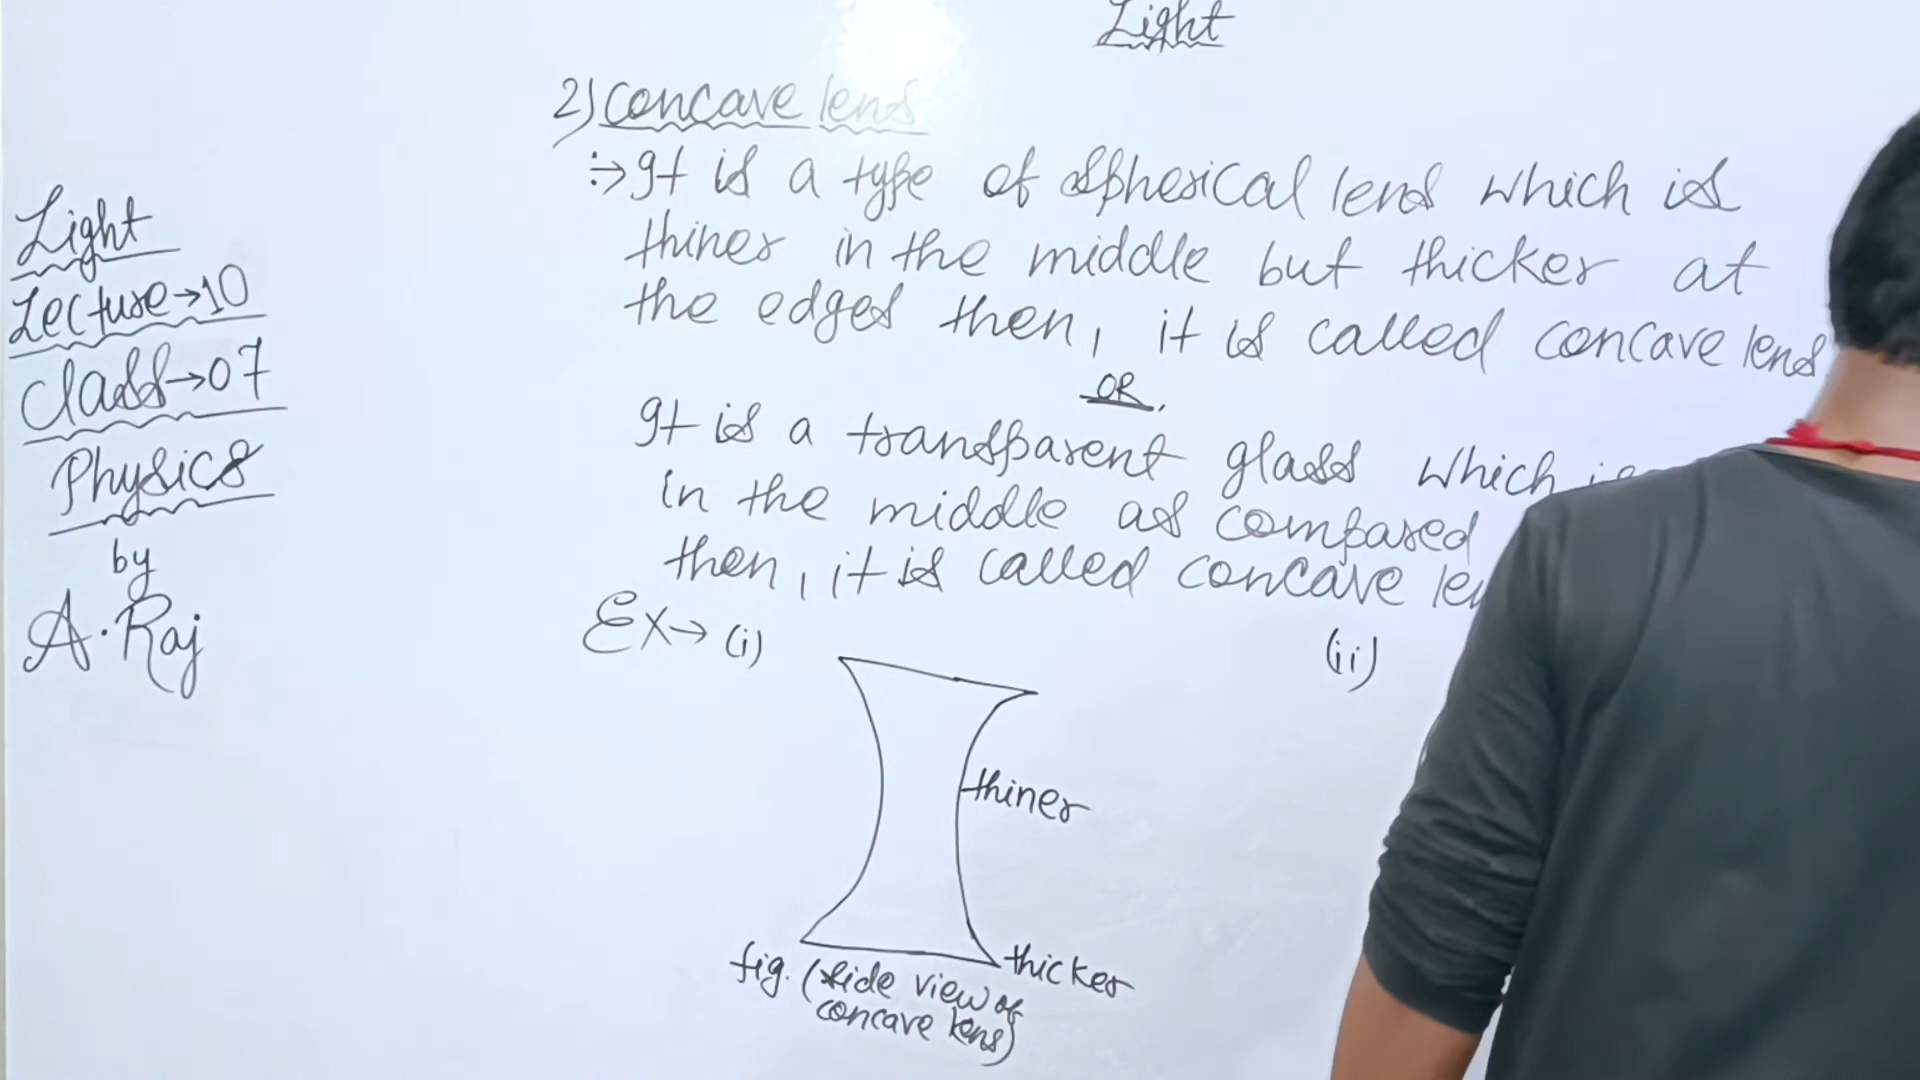 Light
2) Concave lens
∴→ It is a type of spherical lens which is
thiner in the middle but thicker at
the edges then, it is called concave lens
OR,
It is a transparent glass which
in the middle as compared
then, it is called concave
Ex→ (i)
(ii)
thiner
thicker
fig. (side view of
concave lens)
Light
Lecture→10
Class→07
Physics
by
A. Raj